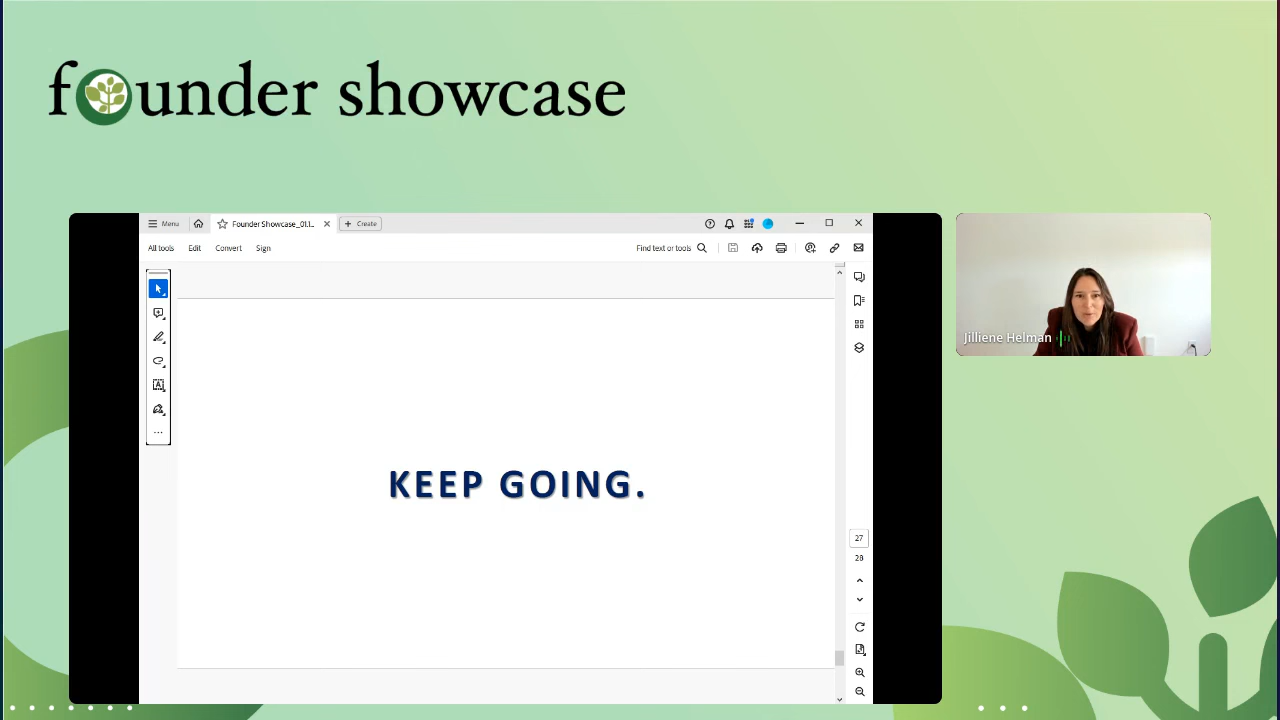 founder showcase
Menu
Founder Showcase_01.1...
Create
All tools
Edit
Convert
Sign
Find text or tools
KEEP GOING.
27
28
Jilliene Helman